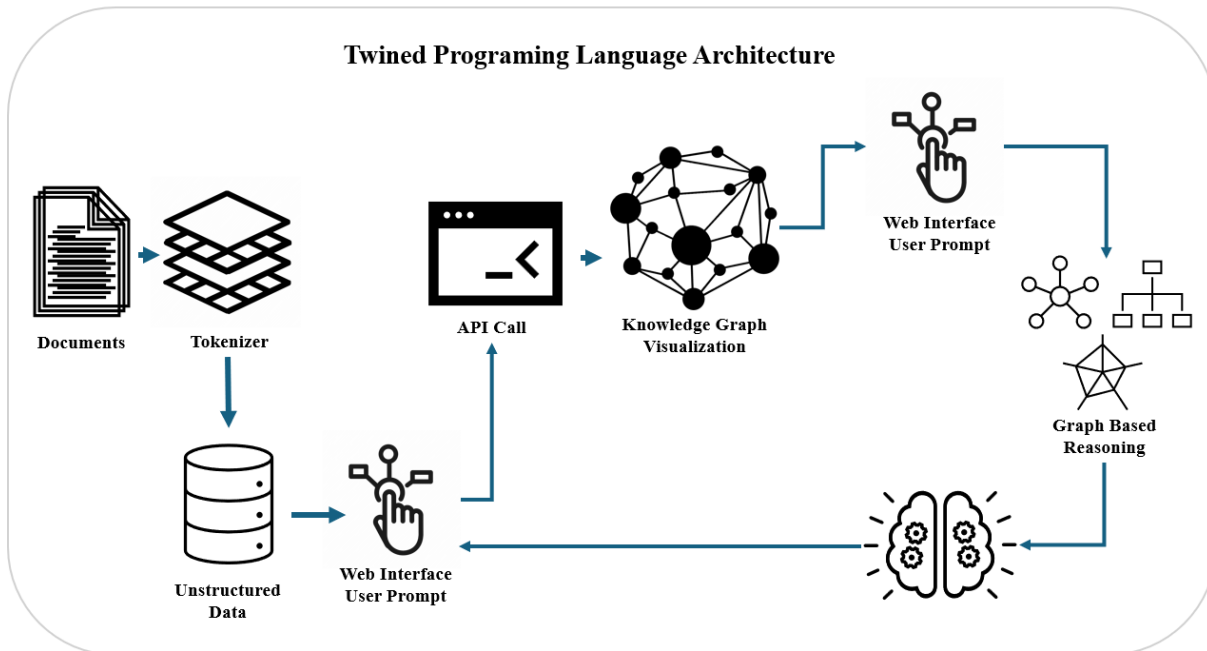 Twined Programing Language Architecture
Documents
Tokenizer
Unstructured
Data
Web Interface
User Prompt
API Call
Knowledge Graph
Visualization
Web Interface
User Prompt
Graph Based
Reasoning